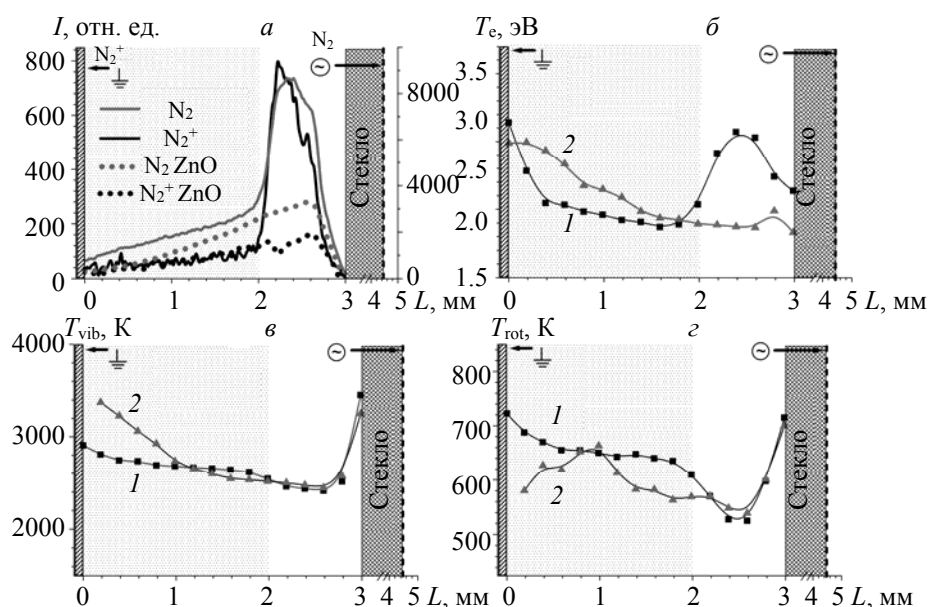 I, отн. ед.
а
N₂⁺
N₂
~
800
600
400
200
0
8000
4000
0
N₂
N₂⁺
N₂ ZnO
N₂⁺ ZnO
Стекло
0 1 2 3 4 5 L, мм
Tₑ, эВ
б
~
3.5
3.0
2.5
2.0
1.5
2
1
Стекло
0 1 2 3 4 5 L, мм
Tvib, К
в
~
4000
3000
2000
2
1
Стекло
0 1 2 3 4 5 L, мм
Trot, К
г
~
800
700
600
500
1
2
Стекло
0 1 2 3 4 5 L, мм